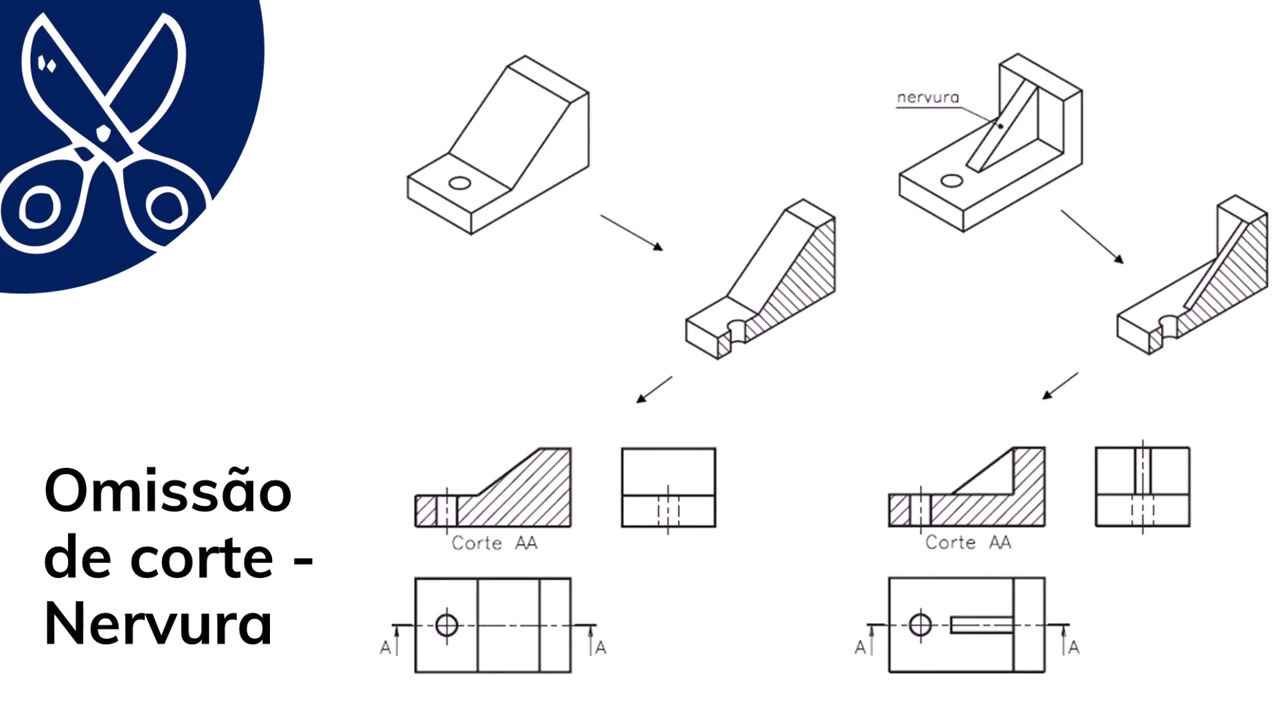 nervura
Omissão
de corte -
Nervura
Corte AA
Corte AA
A
A
A
A